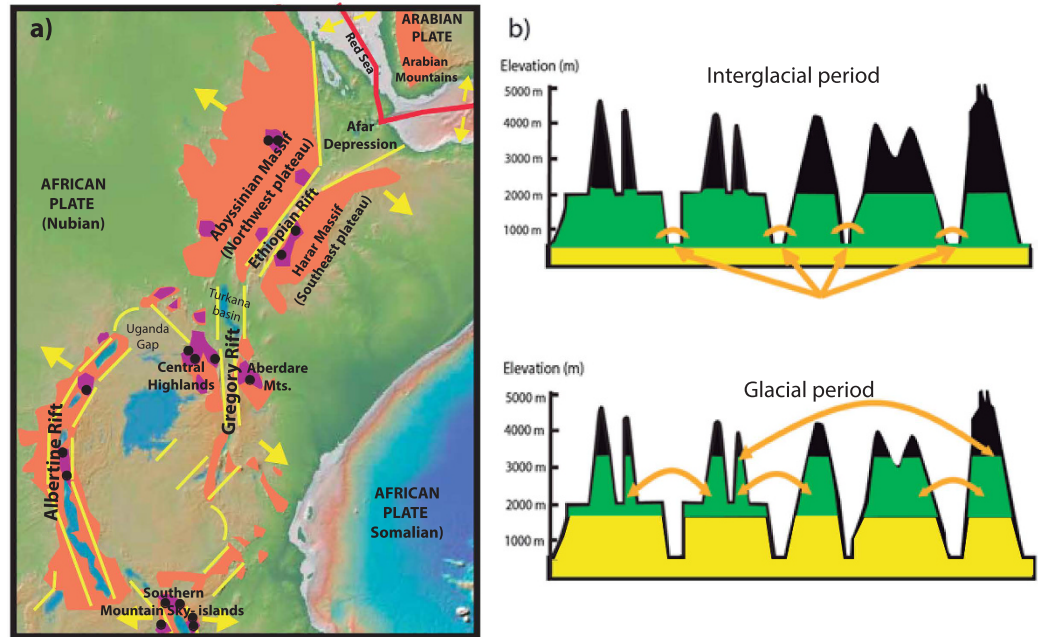 a)
ARABIAN
PLATE
Red Sea
Arabian
Mountains
Afar
Depression
AFRICAN
PLATE
(Nubian)
Abyssinian Massif
(Northwest plateau)
Ethiopian Rift
Harar Massif
(Southeast plateau)
Turkana
basin
Uganda
Gap
Central
Highlands
Gregory Rift
Aberdare
Mts.
Albertine Rift
AFRICAN
PLATE
Somalian)
Southern
Mountain Sky-islands
b)
Elevation (m)
Interglacial period
5000 m
4000 m
3000 m
2000 m
1000 m
Elevation (m)
Glacial period
5000 m
4000 m
3000 m
2000 m
1000 m